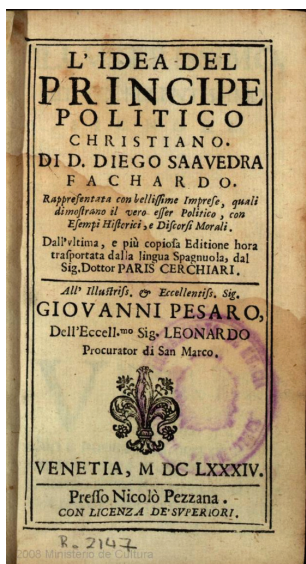 L'IDEA DEL
PRINCIPE
POLITICO
CHRISTIANO.
DI D. DIEGO SAAVEDRA
FACHARDO.
Rappresentata con bellissime Imprese, quali
dimostrano il vero esser Politico, con
Esempi Historici, e Discorsi Morali.
Dall'vltima, e più copiosa Editione hora
trasportata dalla lingua Spagnuola, dal
Sig. Dottor PARIS CERCHIARI.
All' Illustriss. & Eccellentiss. Sig.
GIOVANNI PESARO,
Dell'Eccell.mo Sig. LEONARDO
Procurator di San Marco.
VENETIA, M DC LXXXIV.
Presso Nicolò Pezzana.
CON LICENZA DE' SVPERIORI.
R. 2147
2008 Ministerio de Cultura